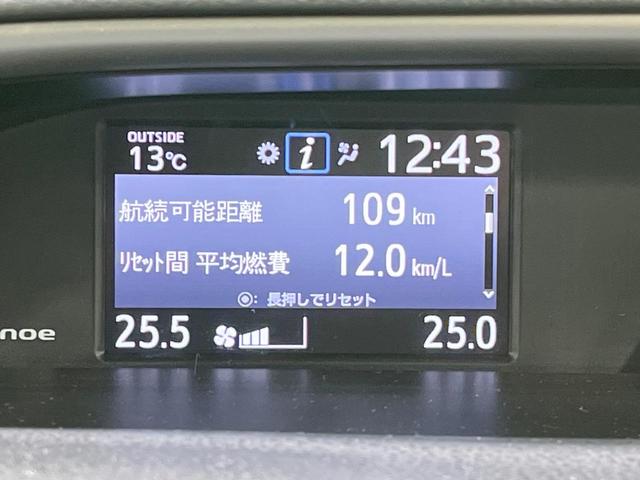 OUTSIDE
13℃ i 12:43
航続可能距離 109 km
ﾘｾｯﾄ間 平均燃費 12.0 km/L
◉: 長押しでリセット
noe
25.5 25.0